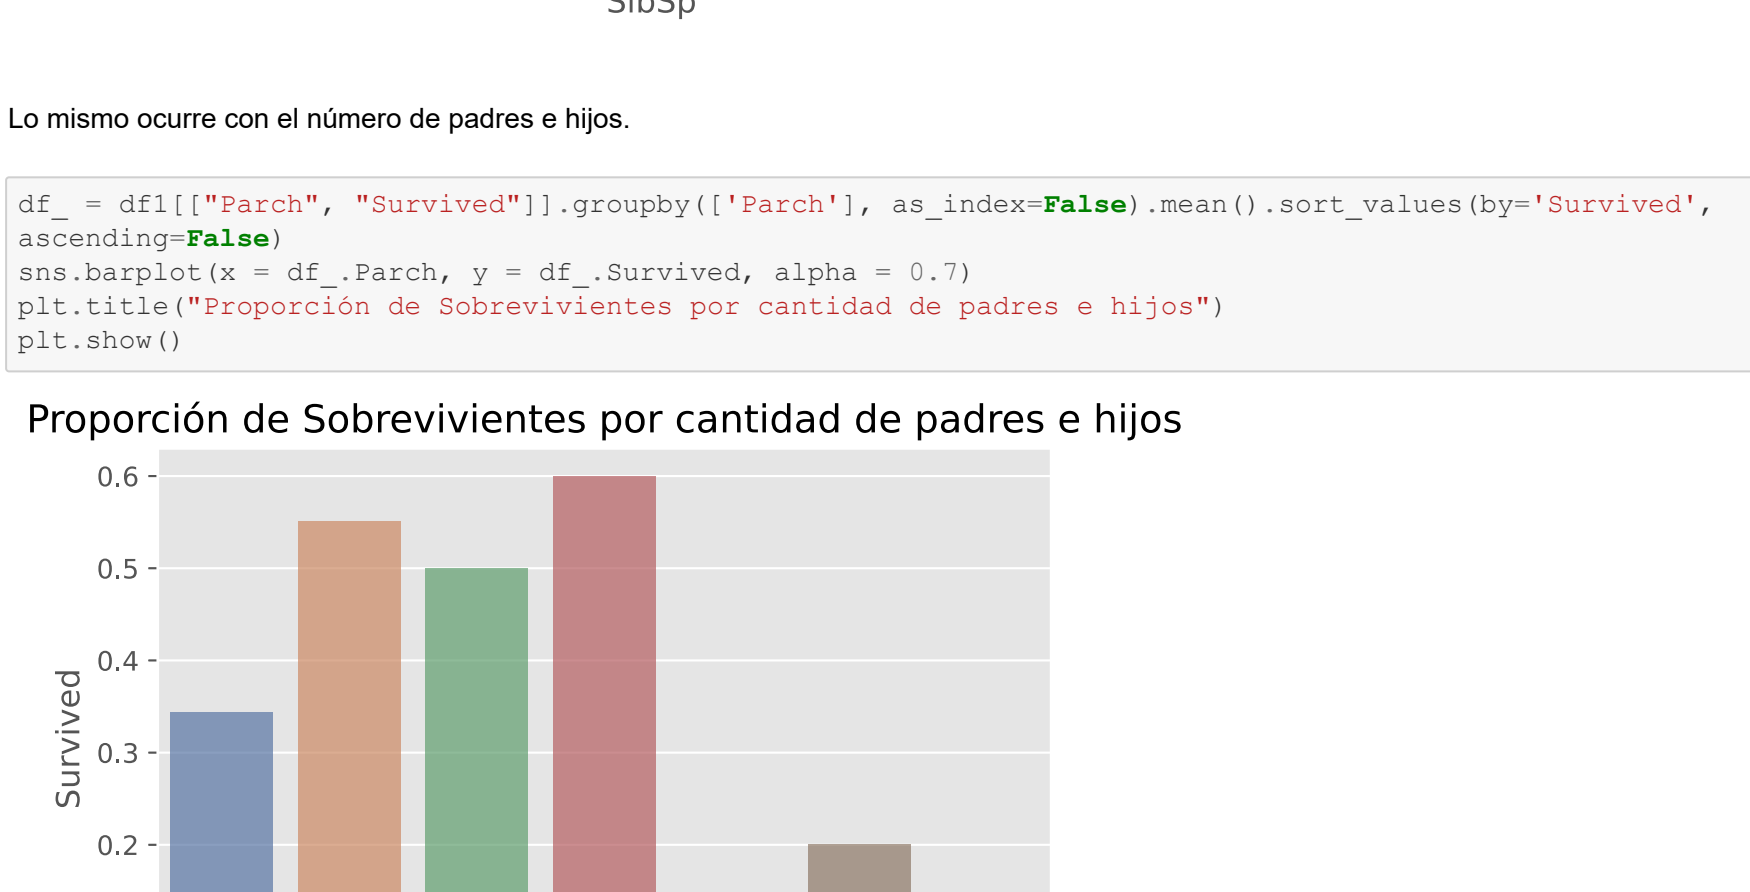 SibSp
Lo mismo ocurre con el número de padres e hijos.
df_ = df1[["Parch", "Survived"]].groupby(['Parch'], as_index=False).mean().sort_values(by='Survived',
ascending=False)
sns.barplot(x = df_.Parch, y = df_.Survived, alpha = 0.7)
plt.title("Proporción de Sobrevivientes por cantidad de padres e hijos")
plt.show()
Proporción de Sobrevivientes por cantidad de padres e hijos
0.6
0.5
0.4
0.3
0.2
Survived